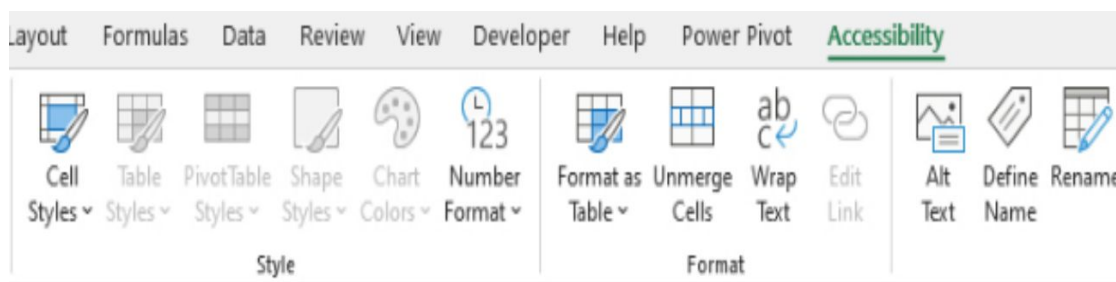 Layout Formulas Data Review View Developer Help Power Pivot Accessibility
123
ab
c
Cell Styles
Table Styles
PivotTable Styles
Shape Styles
Chart Colors
Number Format
Format as Table
Unmerge Cells
Wrap Text
Edit Link
Alt Text
Define Name
Rename
Style
Format